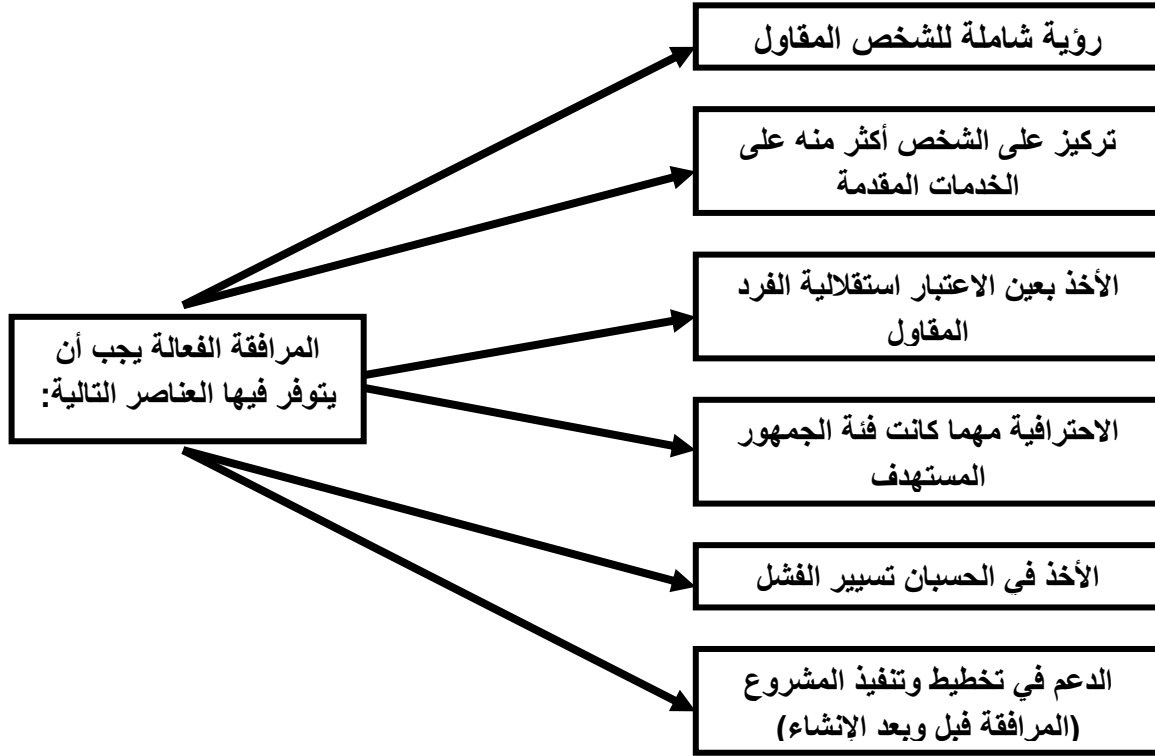 رؤية شاملة للشخص المقاول
تركيز على الشخص أكثر منه على
الخدمات المقدمة
الأخذ بعين الاعتبار استقلالية الفرد
المقاول
المرافقة الفعالة يجب أن
يتوفر فيها العناصر التالية:
الاحترافية مهما كانت فئة الجمهور
المستهدف
الأخذ في الحسبان تسيير الفشل
الدعم في تخطيط وتنفيذ المشروع
(المرافقة فبل وبعد الإنشاء)